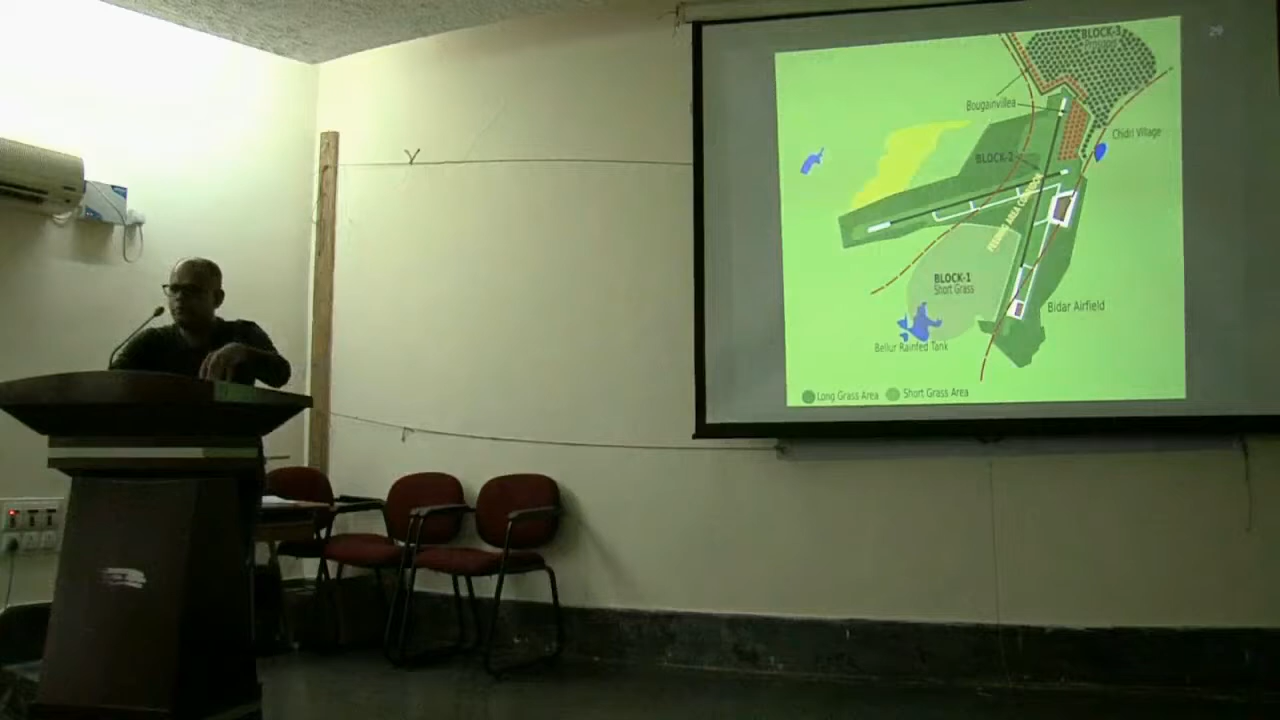 29
BLOCK-3
Bougainvillea
Chidri Village
BLOCK-2
BLOCK-1
Short Grass
Bidar Airfield
Bellur Rainfed Tank
Long Grass Area
Short Grass Area